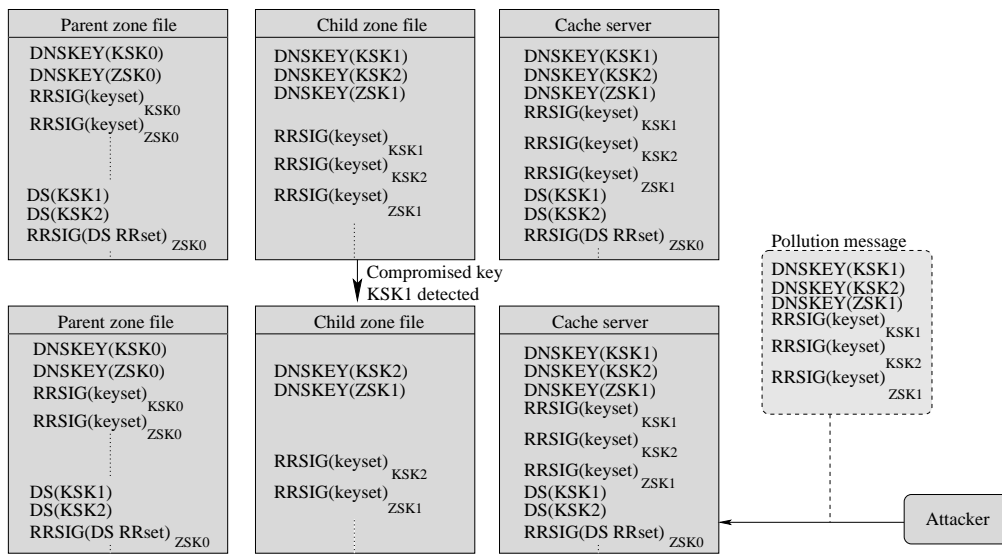 Parent zone file
DNSKEY(KSK0)
DNSKEY(ZSK0)
RRSIG(keyset) KSK0
RRSIG(keyset) ZSK0
DS(KSK1)
DS(KSK2)
RRSIG(DS RRset) ZSK0
Child zone file
DNSKEY(KSK1)
DNSKEY(KSK2)
DNSKEY(ZSK1)
RRSIG(keyset) KSK1
RRSIG(keyset) KSK2
RRSIG(keyset) ZSK1
Cache server
DNSKEY(KSK1)
DNSKEY(KSK2)
DNSKEY(ZSK1)
RRSIG(keyset) KSK1
RRSIG(keyset) KSK2
RRSIG(keyset) ZSK1
DS(KSK1)
DS(KSK2)
RRSIG(DS RRset) ZSK0
Compromised key
KSK1 detected
Pollution message
DNSKEY(KSK1)
DNSKEY(KSK2)
DNSKEY(ZSK1)
RRSIG(keyset) KSK1
RRSIG(keyset) KSK2
RRSIG(keyset) ZSK1
Parent zone file
DNSKEY(KSK0)
DNSKEY(ZSK0)
RRSIG(keyset) KSK0
RRSIG(keyset) ZSK0
DS(KSK1)
DS(KSK2)
RRSIG(DS RRset) ZSK0
Child zone file
DNSKEY(KSK2)
DNSKEY(ZSK1)
RRSIG(keyset) KSK2
RRSIG(keyset) ZSK1
Cache server
DNSKEY(KSK1)
DNSKEY(KSK2)
DNSKEY(ZSK1)
RRSIG(keyset) KSK1
RRSIG(keyset) KSK2
RRSIG(keyset) ZSK1
DS(KSK1)
DS(KSK2)
RRSIG(DS RRset) ZSK0
Attacker